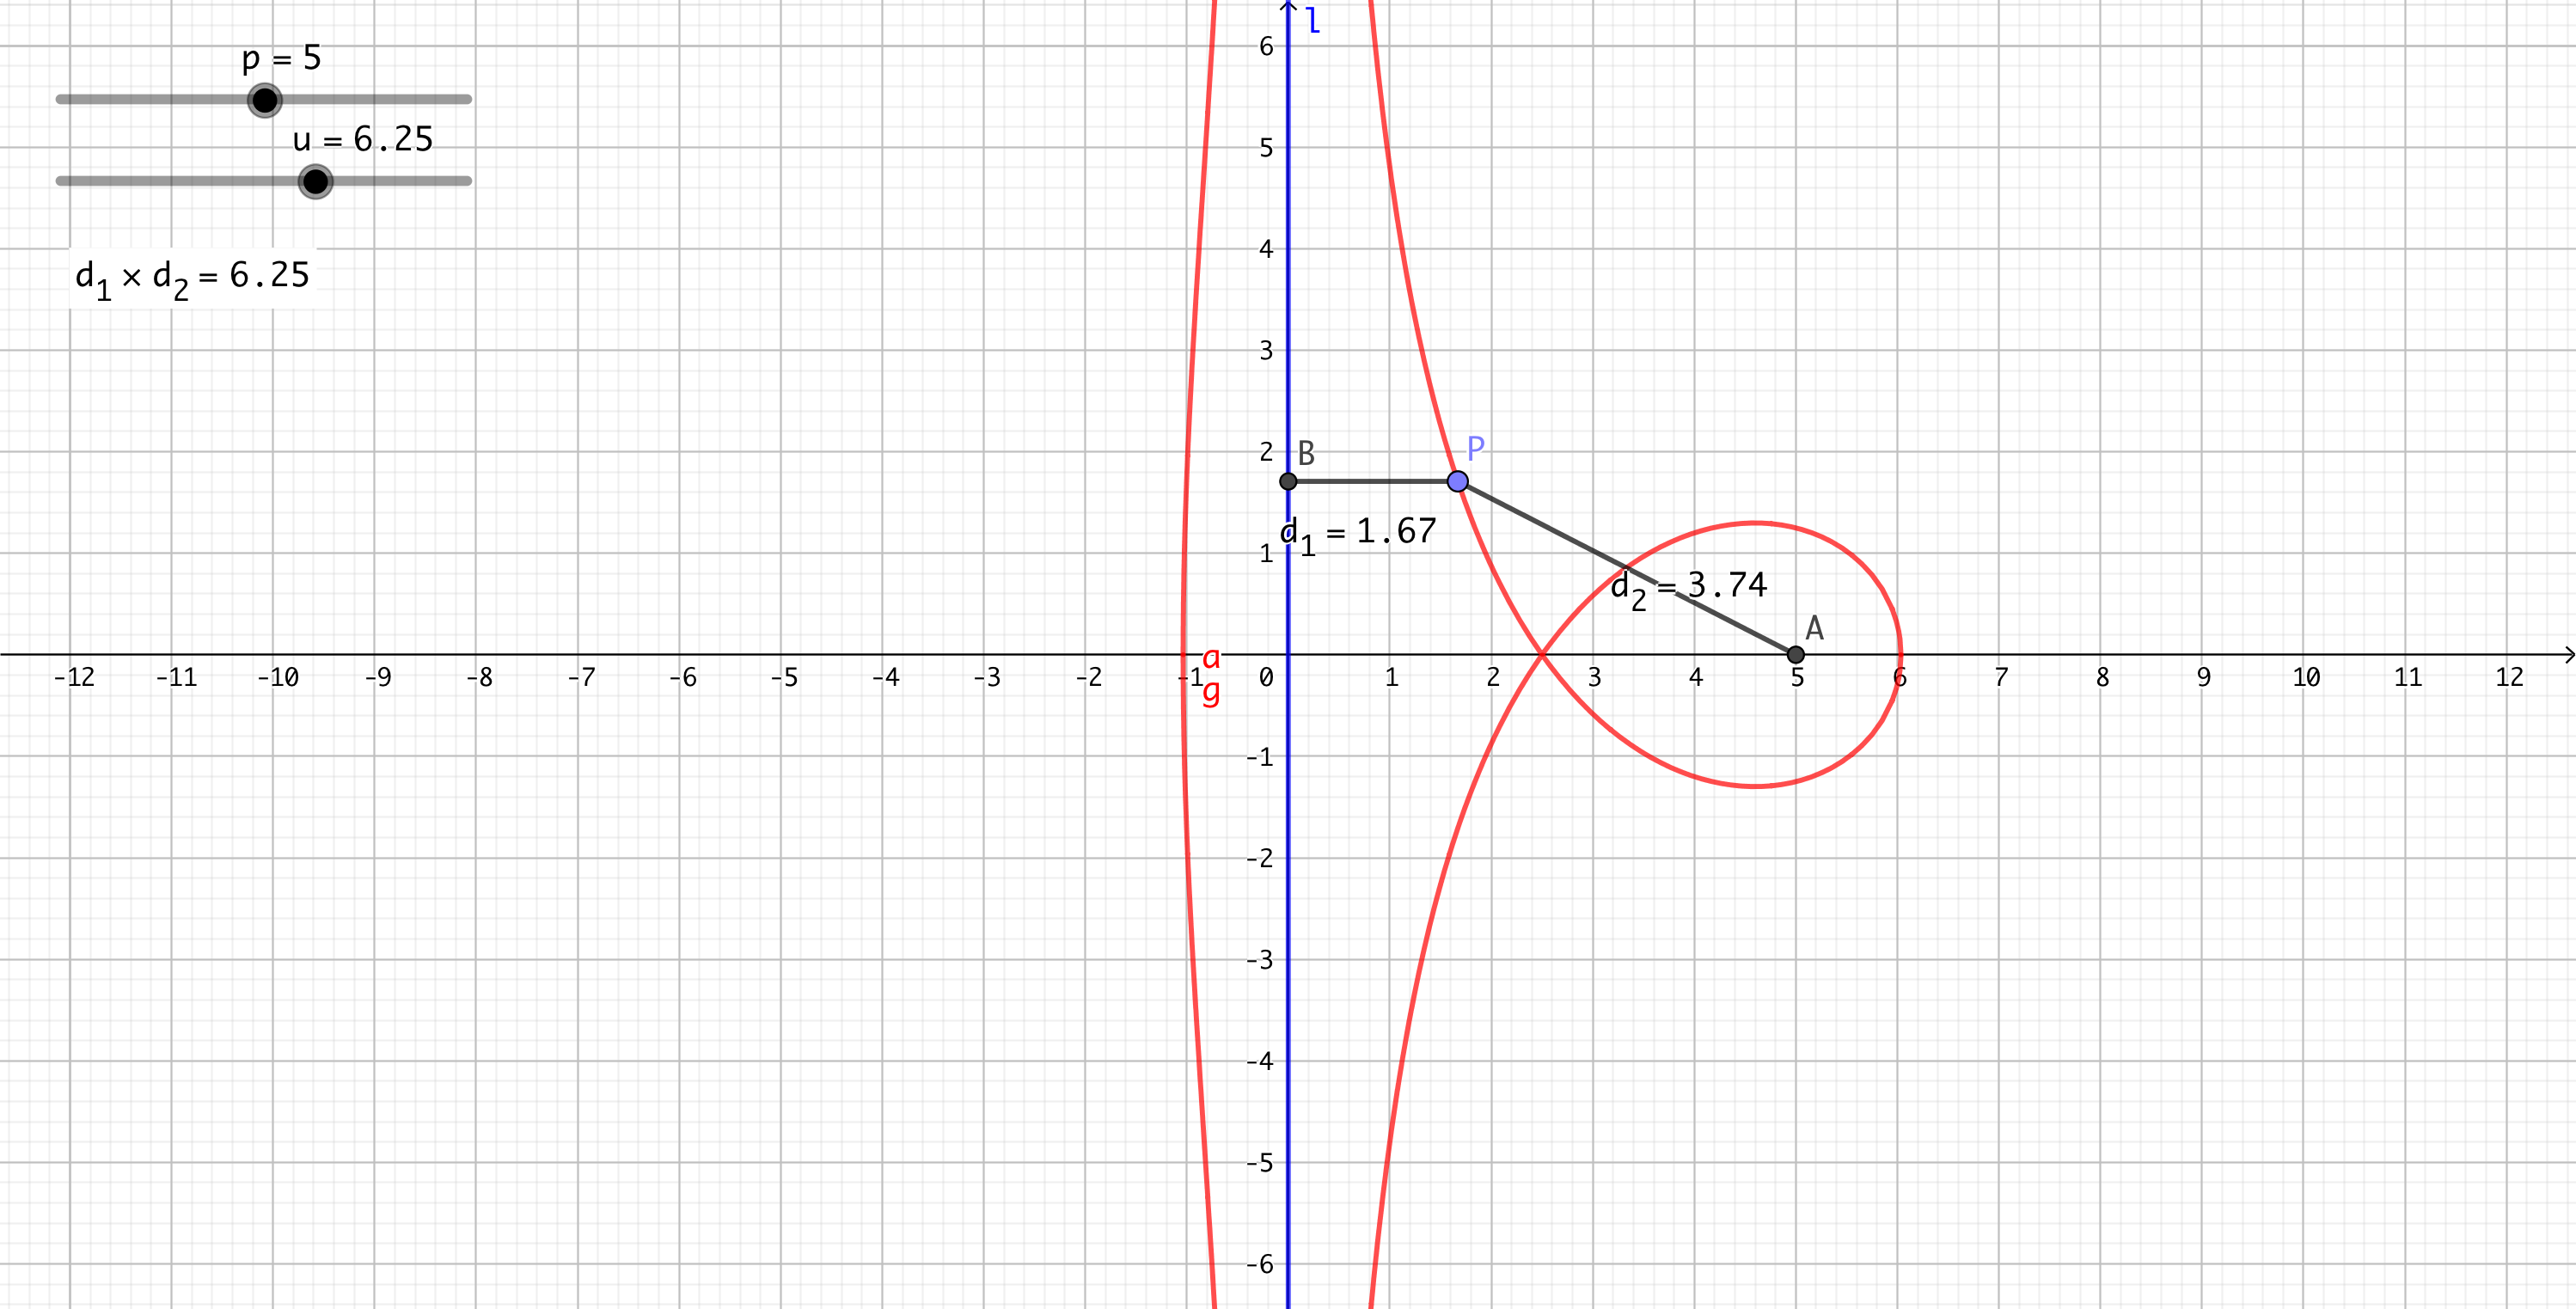 p = 5
u = 6.25
d1 × d2 = 6.25
l
6
5
4
3
2
B
P
d1 = 1.67
1
d2 = 3.74
A
a
-12 -11 -10 -9 -8 -7 -6 -5 -4 -3 -2 -1 0 1 2 3 4 5 6 7 8 9 10 11 12
g
-1
-2
-3
-4
-5
-6